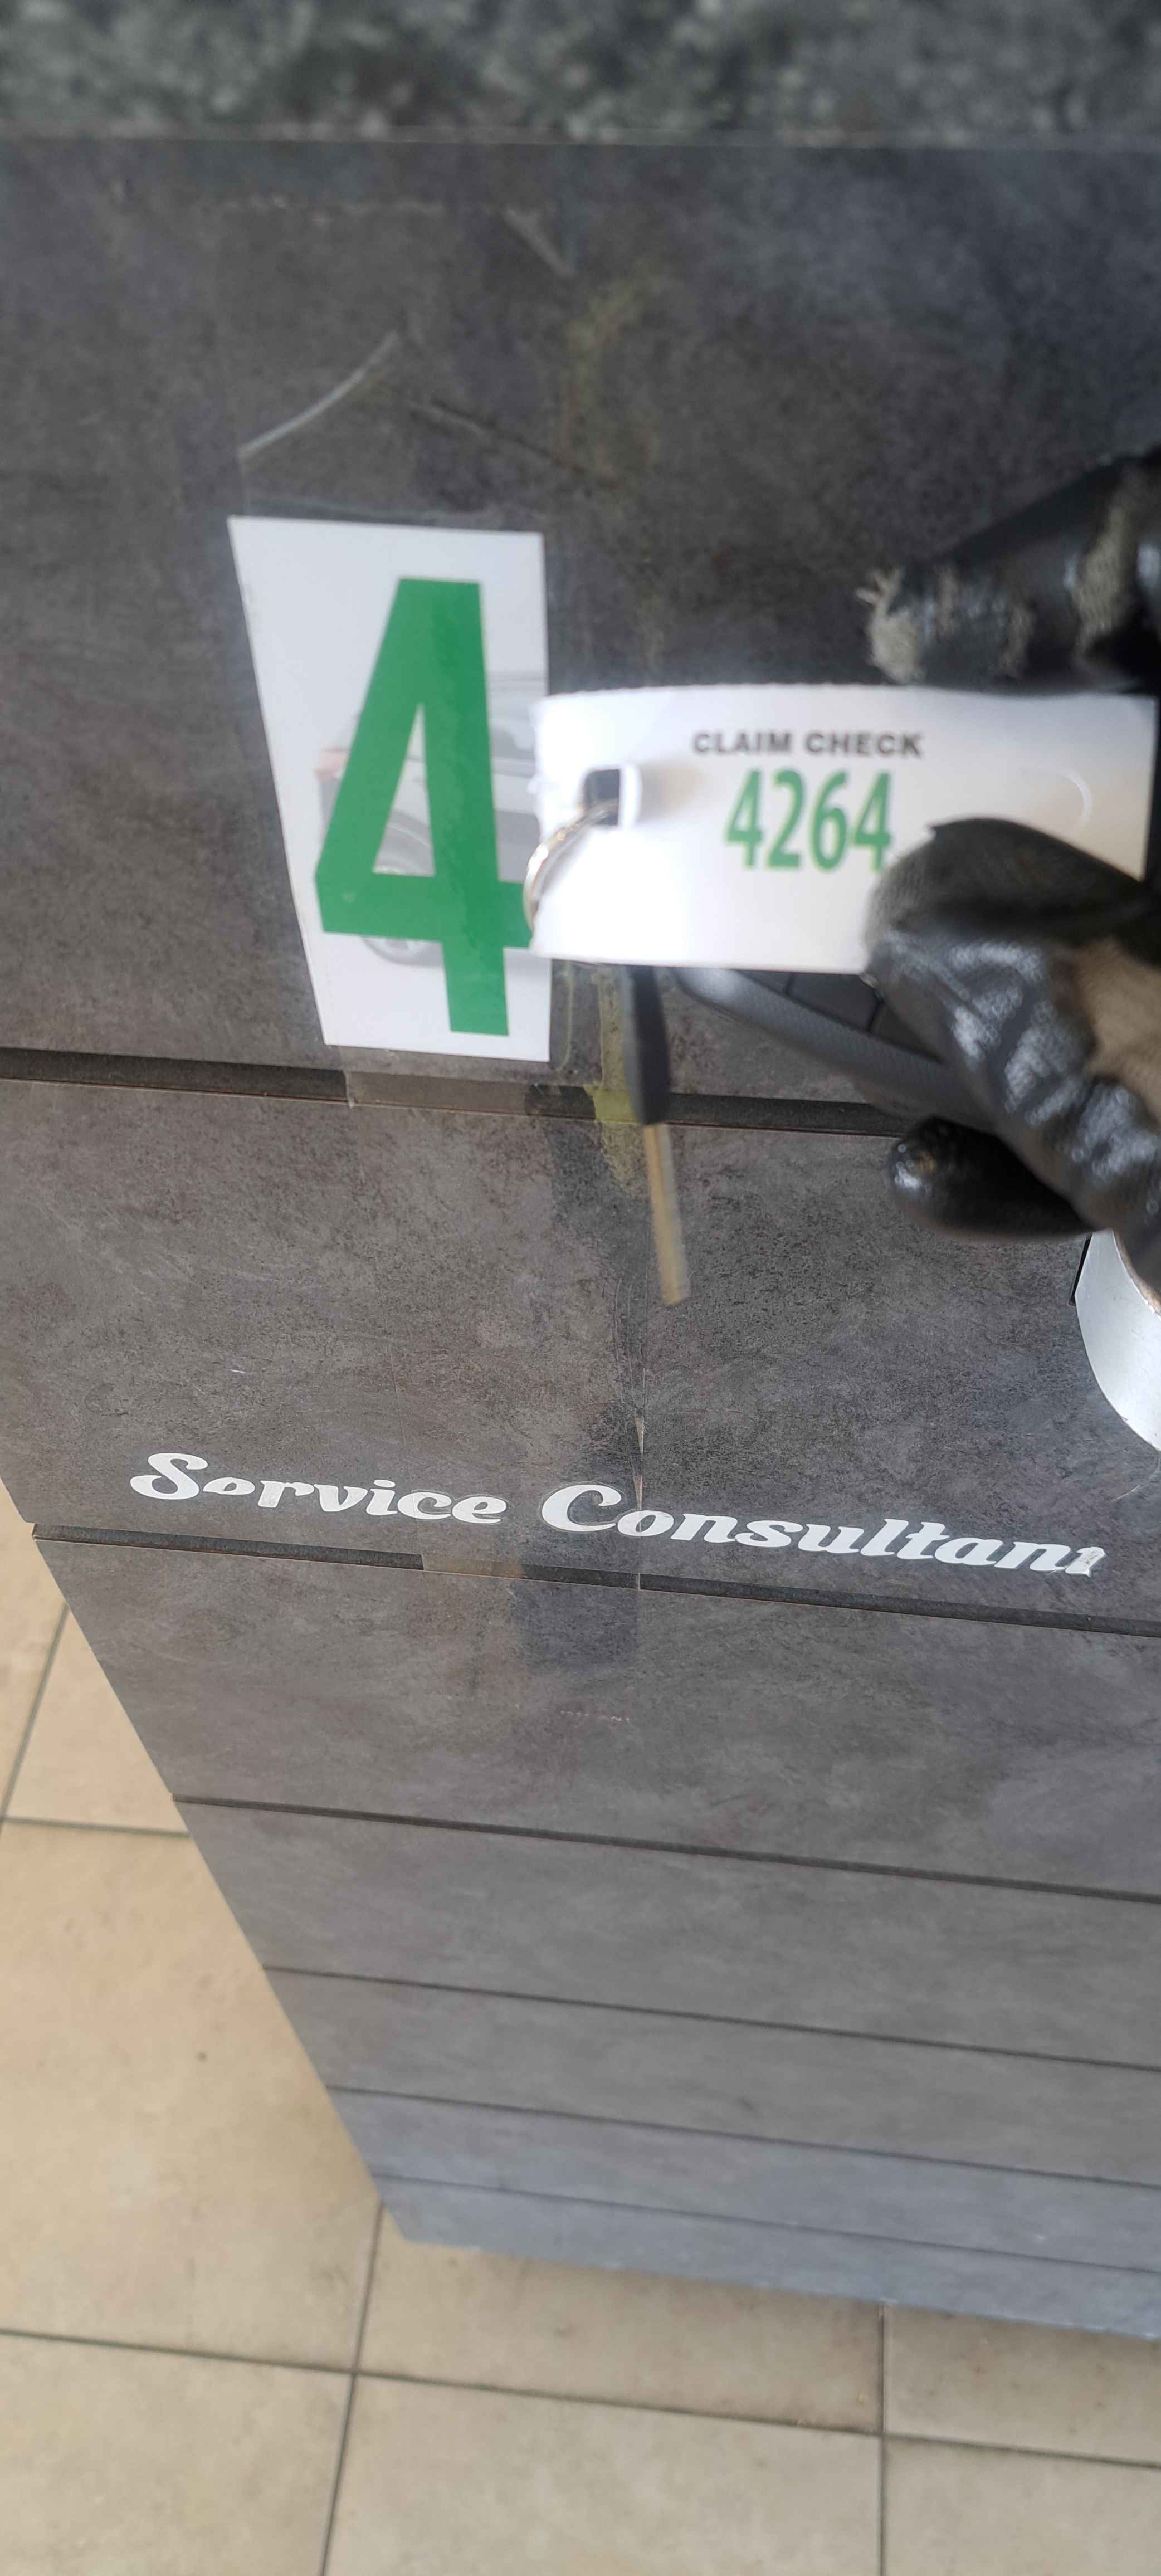 4
CLAIM CHECK
4264
Service Consultant